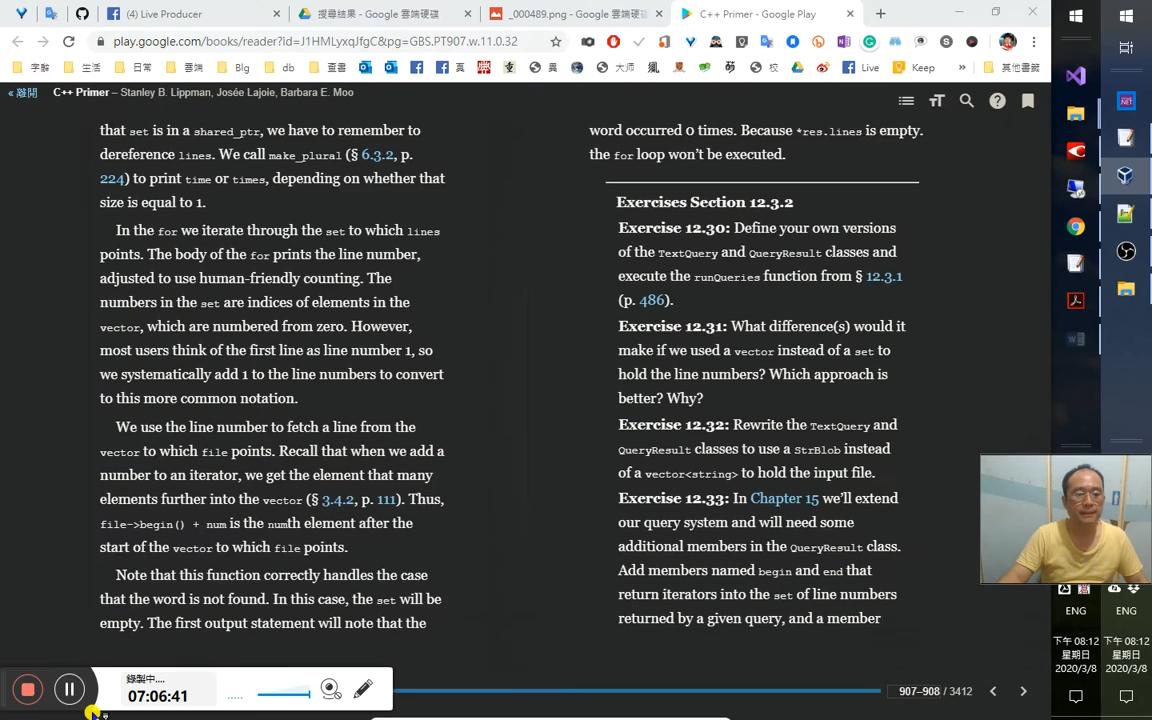 (4) Live Producer
搜尋結果 - Google 雲端硬碟
_000489.png - Google 雲端硬碟
C++ Primer - Google Play
play.google.com/books/reader?id=J1HMLyxqJfgC&pg=GBS.PT907.w.11.0.32
字辭 生活 日常 雲端 Blg db 查書 大师 校 Live Keep » 其他書籤
« 離開 C++ Primer – Stanley B. Lippman, Josée Lajoie, Barbara E. Moo
that set is in a shared_ptr, we have to remember to
dereference lines. We call make_plural (§ 6.3.2, p.
224) to print time or times, depending on whether that
size is equal to 1.
In the for we iterate through the set to which lines
points. The body of the for prints the line number,
adjusted to use human-friendly counting. The
numbers in the set are indices of elements in the
vector, which are numbered from zero. However,
most users think of the first line as line number 1, so
we systematically add 1 to the line numbers to convert
to this more common notation.
We use the line number to fetch a line from the
vector to which file points. Recall that when we add a
number to an iterator, we get the element that many
elements further into the vector (§ 3.4.2, p. 111). Thus,
file->begin() + num is the numth element after the
start of the vector to which file points.
Note that this function correctly handles the case
that the word is not found. In this case, the set will be
empty. The first output statement will note that the
word occurred 0 times. Because *res.lines is empty.
the for loop won't be executed.
Exercises Section 12.3.2
Exercise 12.30: Define your own versions
of the TextQuery and QueryResult classes and
execute the runQueries function from § 12.3.1
(p. 486).
Exercise 12.31: What difference(s) would it
make if we used a vector instead of a set to
hold the line numbers? Which approach is
better? Why?
Exercise 12.32: Rewrite the TextQuery and
QueryResult classes to use a StrBlob instead
of a vector<string> to hold the input file.
Exercise 12.33: In Chapter 15 we'll extend
our query system and will need some
additional members in the QueryResult class.
Add members named begin and end that
return iterators into the set of line numbers
returned by a given query, and a member
錄製中....
07:06:41
907–908 / 3412
ENG
下午 08:12
星期日
2020/3/8
ENG
下午 08:12
星期日
2020/3/8